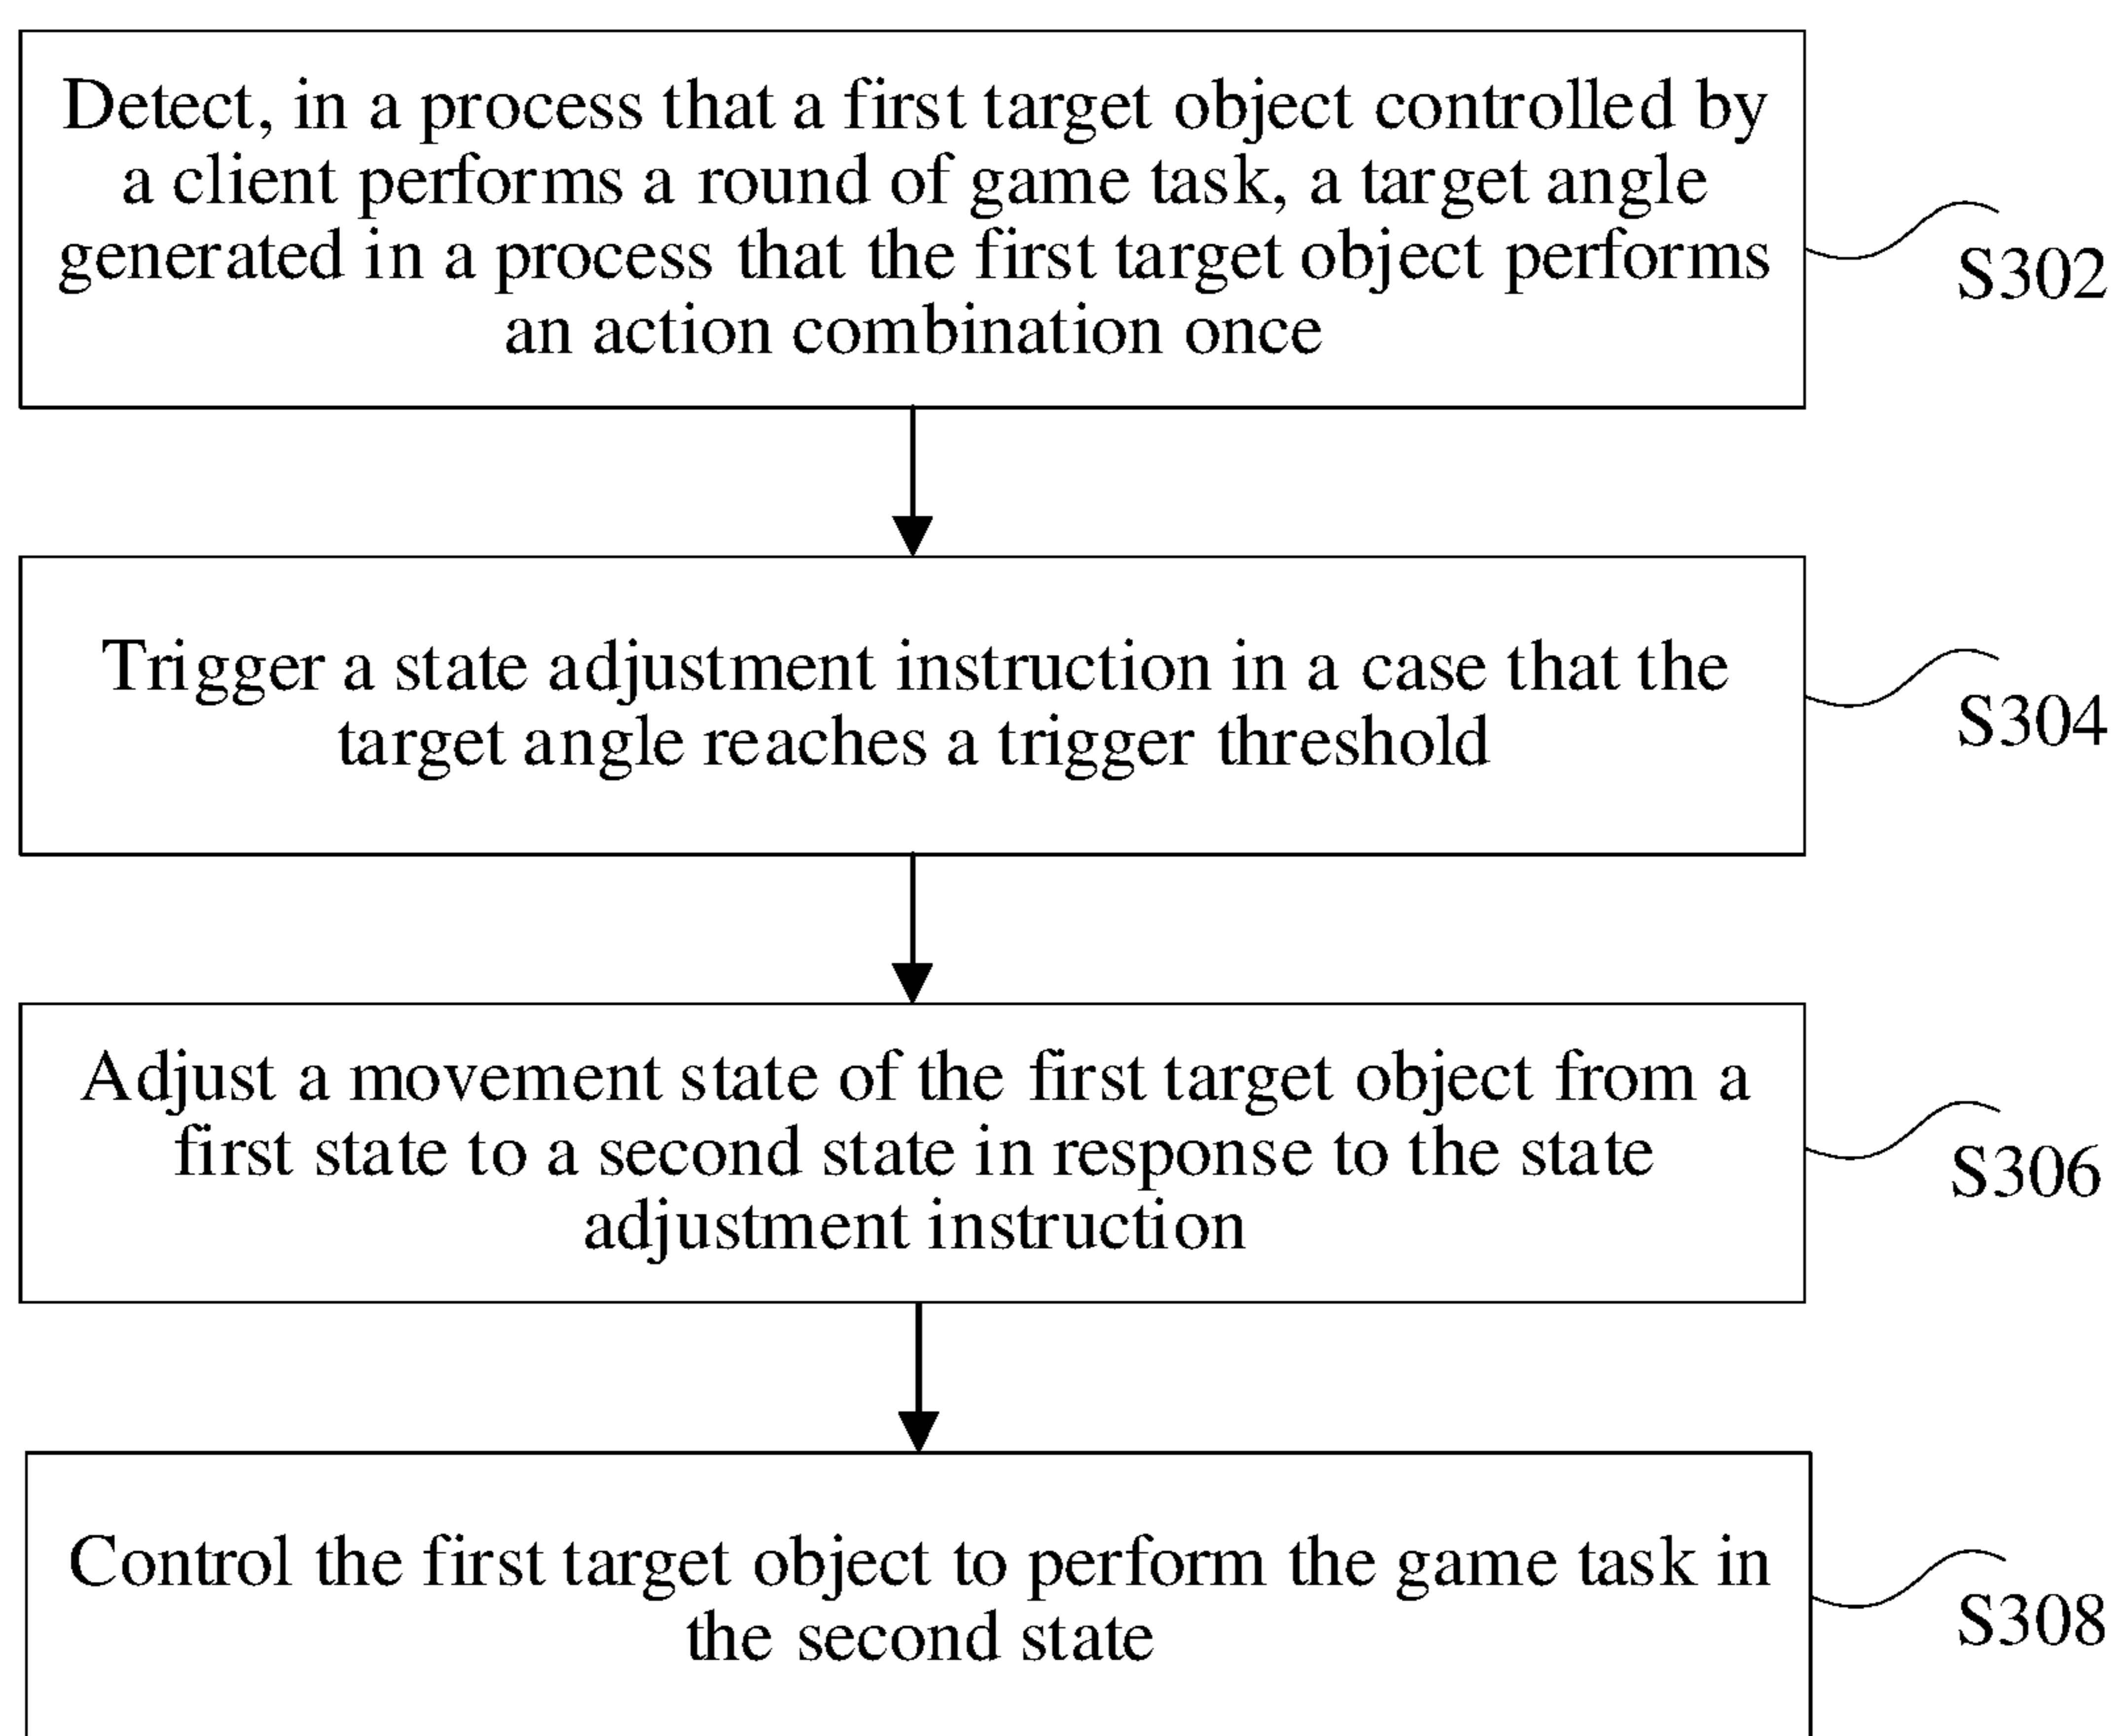 Detect, in a process that a first target object controlled by
a client performs a round of game task, a target angle
generated in a process that the first target object performs
an action combination once
S302
Trigger a state adjustment instruction in a case that the
target angle reaches a trigger threshold
S304
Adjust a movement state of the first target object from a
first state to a second state in response to the state
adjustment instruction
S306
Control the first target object to perform the game task in
the second state
S308